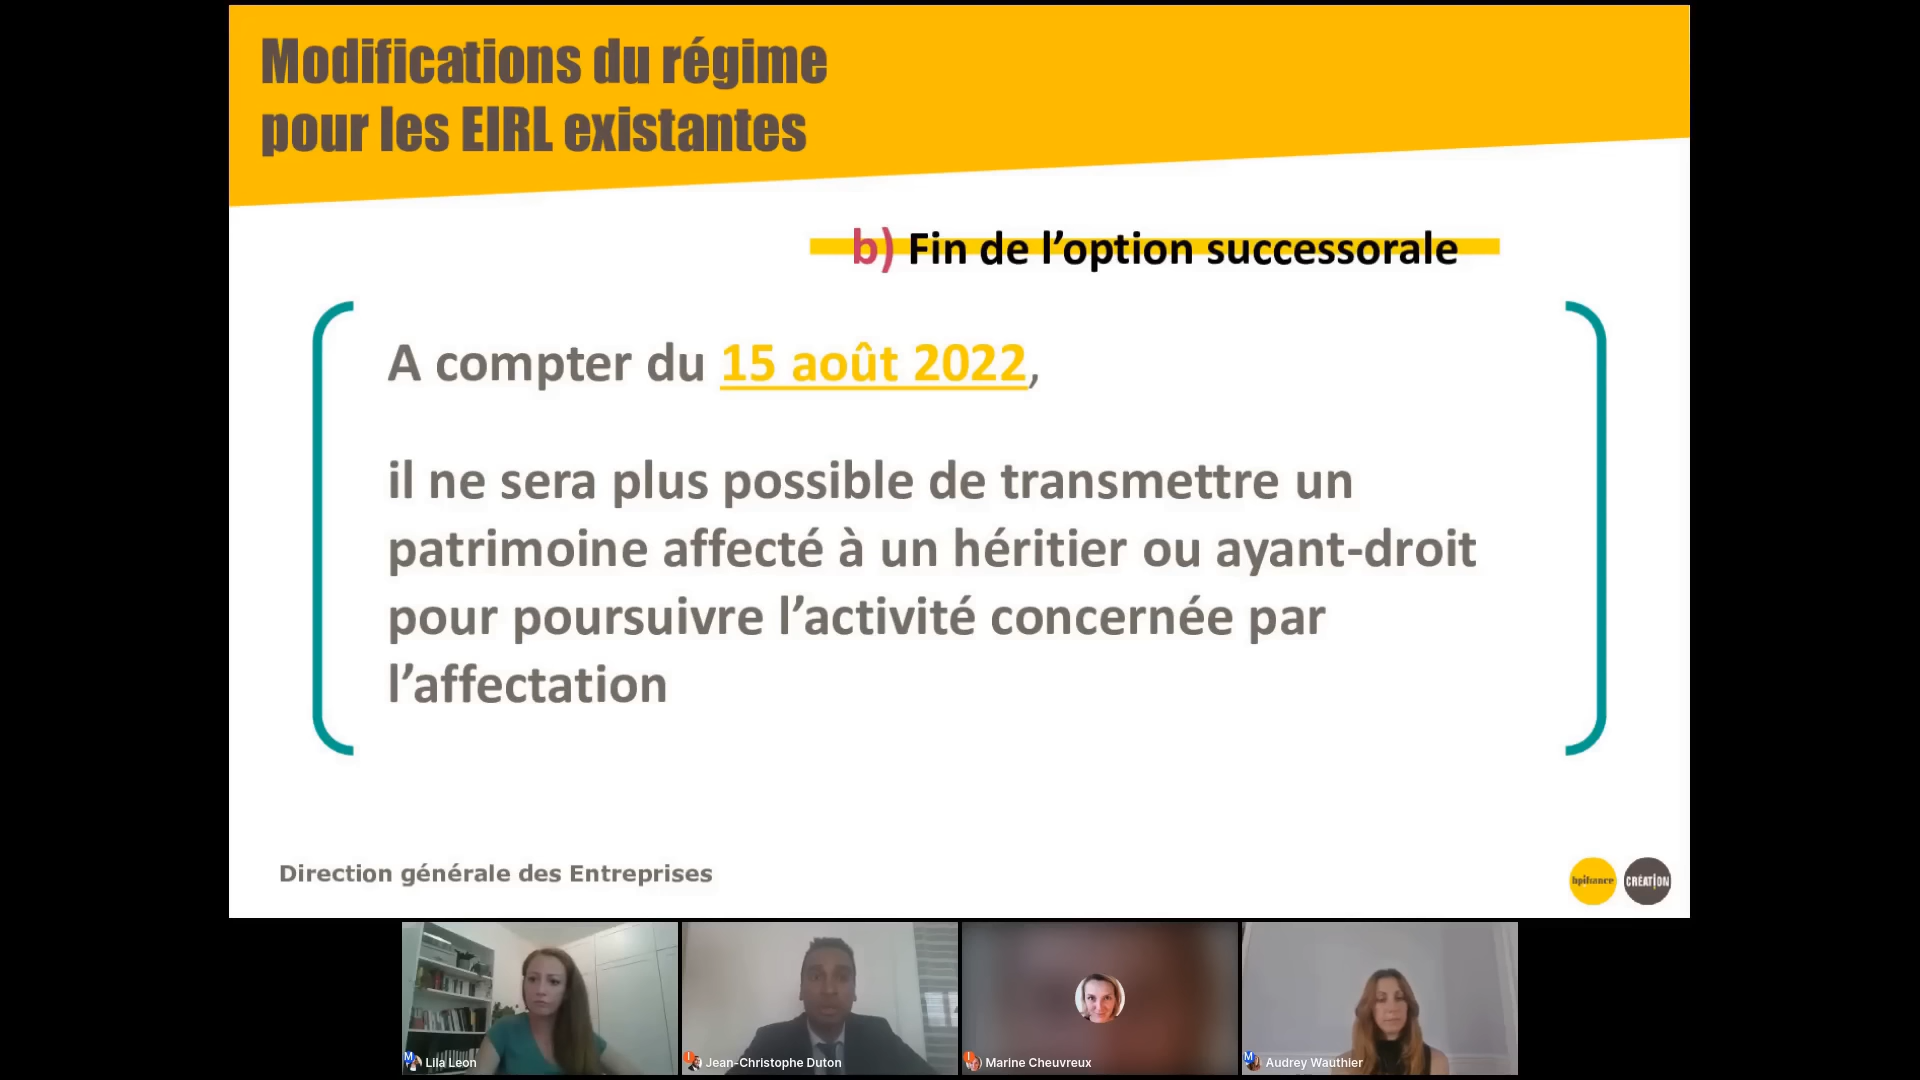 Modifications du régime
pour les EIRL existantes
b) Fin de l’option successorale
A compter du 15 août 2022,
il ne sera plus possible de transmettre un
patrimoine affecté à un héritier ou ayant-droit
pour poursuivre l’activité concernée par
l’affectation
Direction générale des Entreprises
bpifrance
CRÉATION
M
Lila Leon
I
Jean-Christophe Duton
I
Marine Cheuvreux
M
Audrey Wauthier